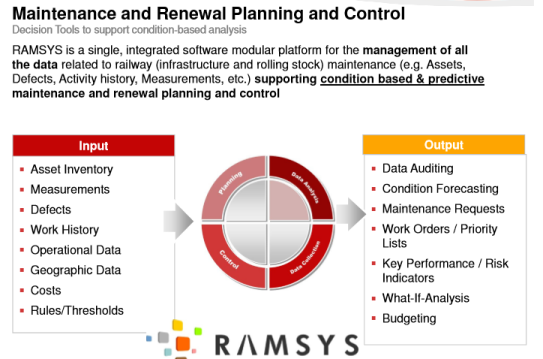 Maintenance and Renewal Planning and Control
Decision Tools to support condition-based analysis
RAMSYS is a single, integrated software modular platform for the management of all
the data related to railway (infrastructure and rolling stock) maintenance (e.g. Assets,
Defects, Activity history, Measurements, etc.) supporting condition based & predictive
maintenance and renewal planning and control
Input
Asset Inventory
Measurements
Defects
Work History
Operational Data
Geographic Data
Costs
Rules/Thresholds
Planning
Data Analysis
Control
Data Collection
Output
Data Auditing
Condition Forecasting
Maintenance Requests
Work Orders / Priority
Lists
Key Performance / Risk
Indicators
What-If-Analysis
Budgeting
RAMSYS